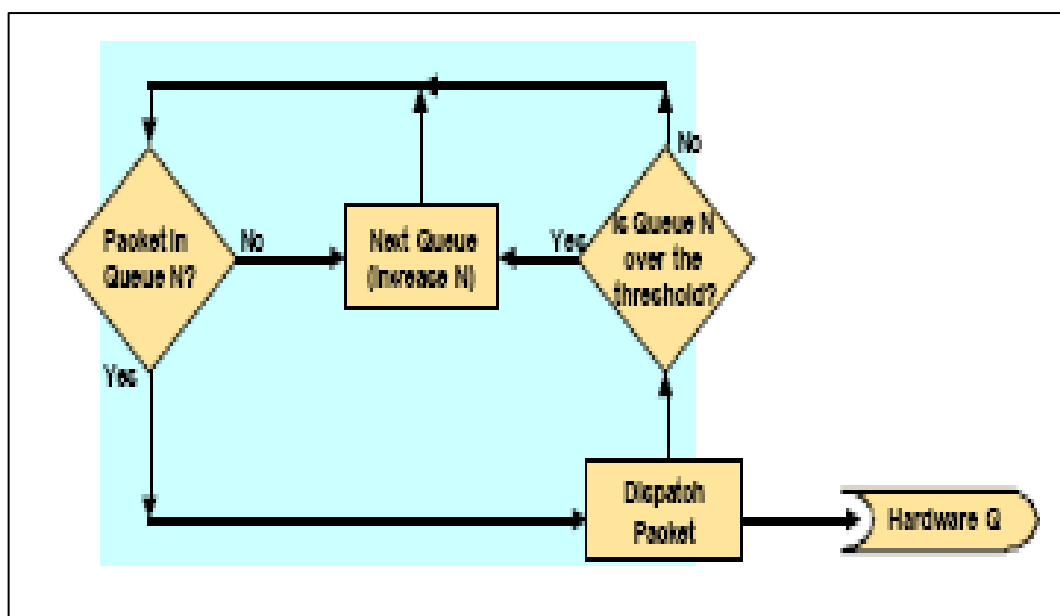 No
Packet in
Queue N?
No
Next Queue
(Increase N)
Yes
Is Queue N
over the
threshold?
Yes
Dispatch
Packet
Hardware Q